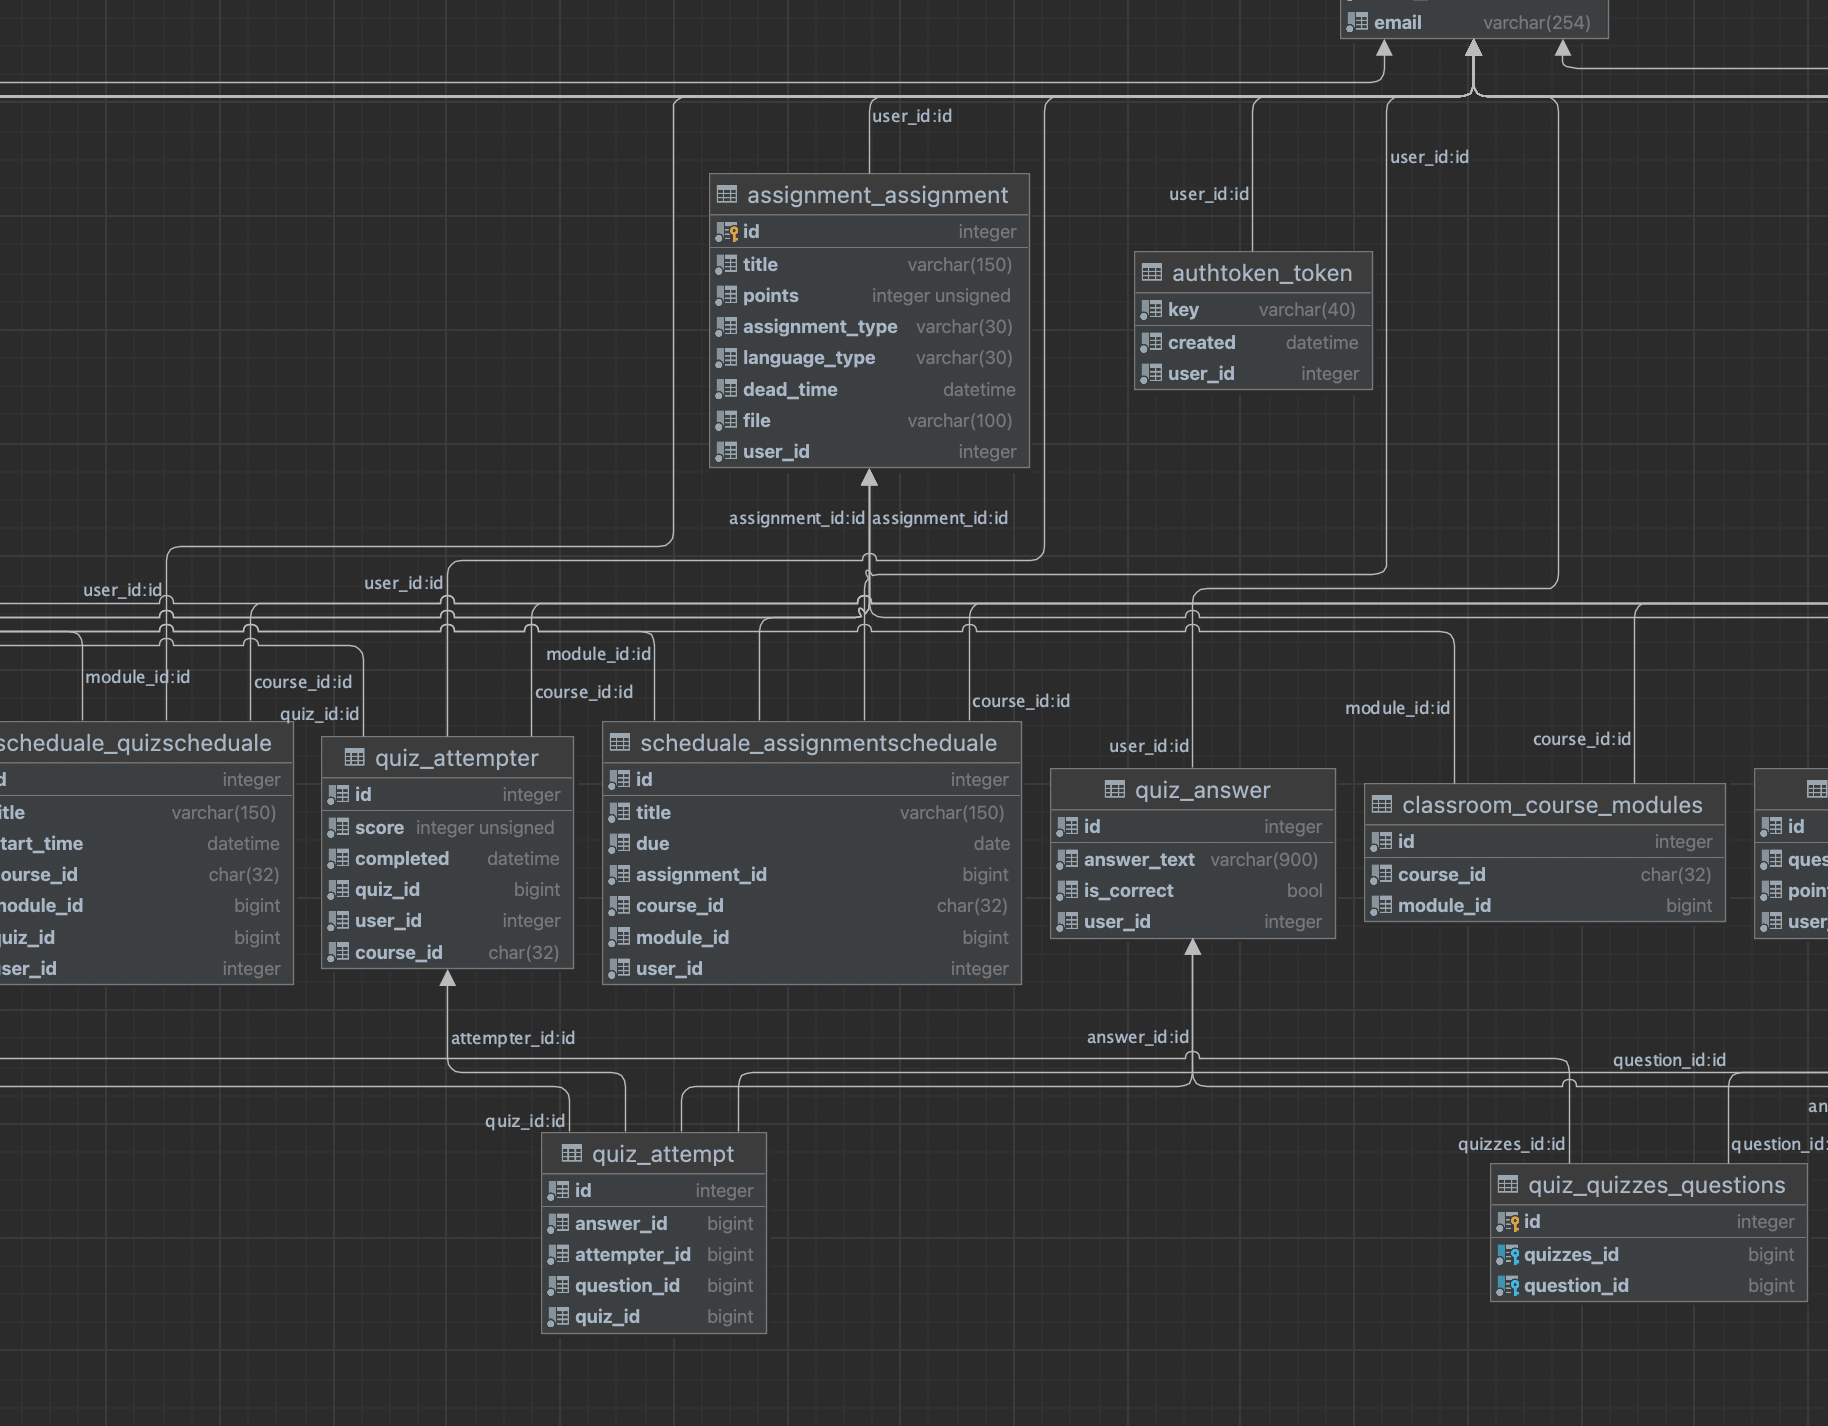 email varchar(254)
user_id:id
user_id:id
user_id:id
assignment_assignment
id integer
title varchar(150)
points integer unsigned
assignment_type varchar(30)
language_type varchar(30)
dead_time datetime
file varchar(100)
user_id integer
authtoken_token
key varchar(40)
created datetime
user_id integer
assignment_id:id assignment_id:id
user_id:id
user_id:id
module_id:id
course_id:id
quiz_id:id
course_id:id
module_id:id
course_id:id
user_id:id
module_id:id
course_id:id
scheduale_quizscheduale
d integer
itle varchar(150)
tart_time datetime
ourse_id char(32)
module_id bigint
uiz_id bigint
ser_id integer
quiz_attempter
id integer
score integer unsigned
completed datetime
quiz_id bigint
user_id integer
course_id char(32)
scheduale_assignmentscheduale
id integer
title varchar(150)
due date
assignment_id bigint
course_id char(32)
module_id bigint
user_id integer
quiz_answer
id integer
answer_text varchar(900)
is_correct bool
user_id integer
classroom_course_modules
id integer
course_id char(32)
module_id bigint
id
ques
poin
user_
attempter_id:id
answer_id:id
question_id:id
an
quiz_id:id
quizzes_id:id
question_id:
quiz_attempt
id integer
answer_id bigint
attempter_id bigint
question_id bigint
quiz_id bigint
quiz_quizzes_questions
id integer
quizzes_id bigint
question_id bigint